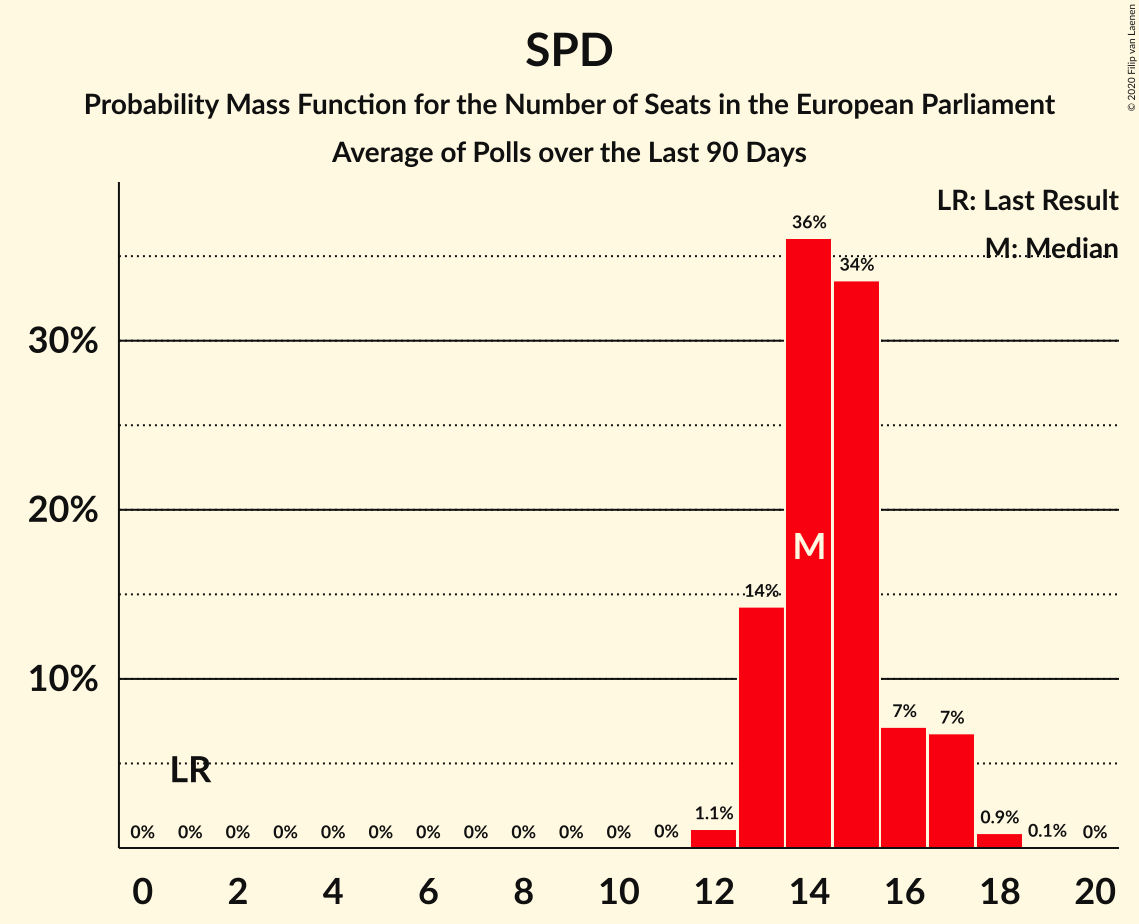 SPD
Probability Mass Function for the Number of Seats in the European Parliament
Average of Polls over the Last 90 Days
© 2020 Filip van Laenen
LR: Last Result
M: Median
30%
20%
10%
0% 0% 0% 0% 0% 0% 0% 0% 0% 0% 0% 0% 1.1% 14% 36% 34% 7% 7% 0.9% 0.1% 0%
LR
M
0 2 4 6 8 10 12 14 16 18 20